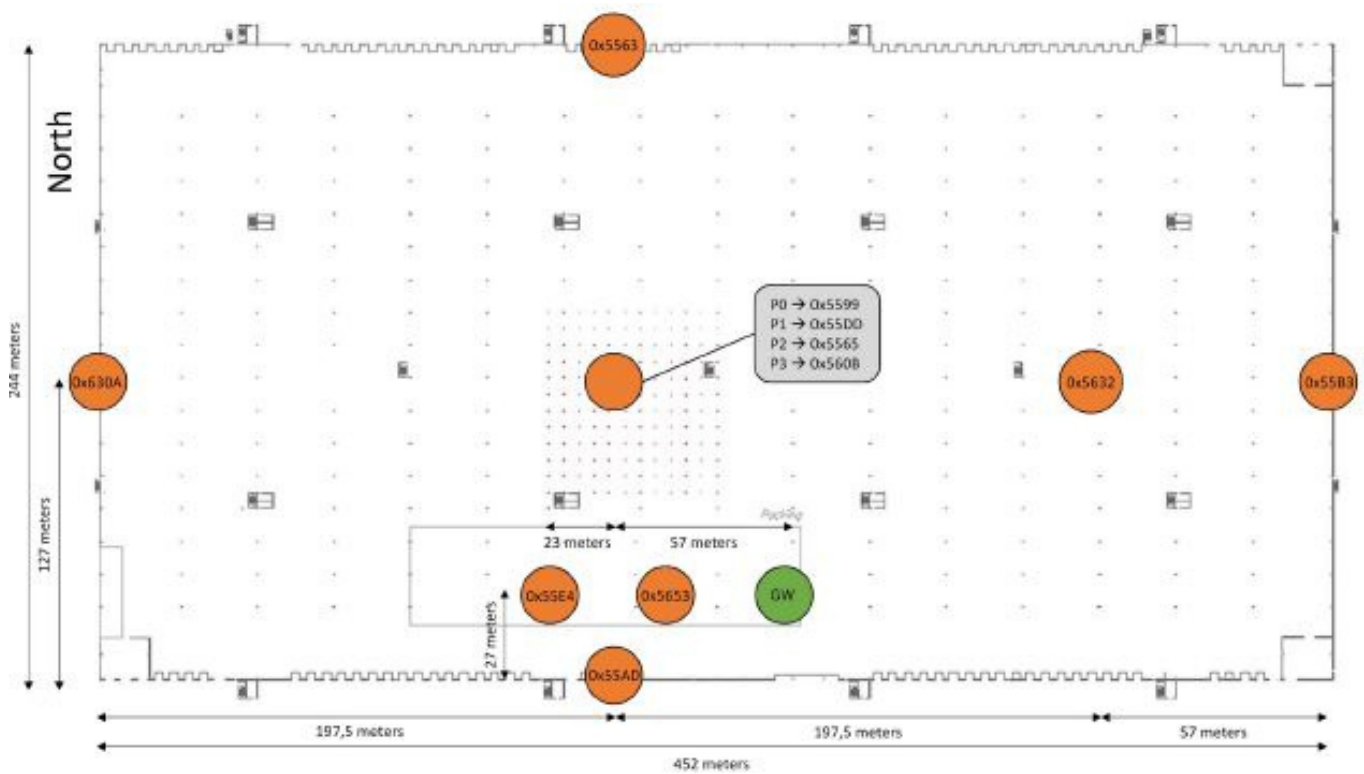 0x5563
North
P0 → 0x5599
P1 → 0x55DD
P2 → 0x5565
P3 → 0x560B
244 meters
0x630A
0x5632
0x55B3
127 meters
Packing
23 meters
57 meters
0x55E4
0x5653
GW
27 meters
0x55AD
197,5 meters
197,5 meters
57 meters
452 meters